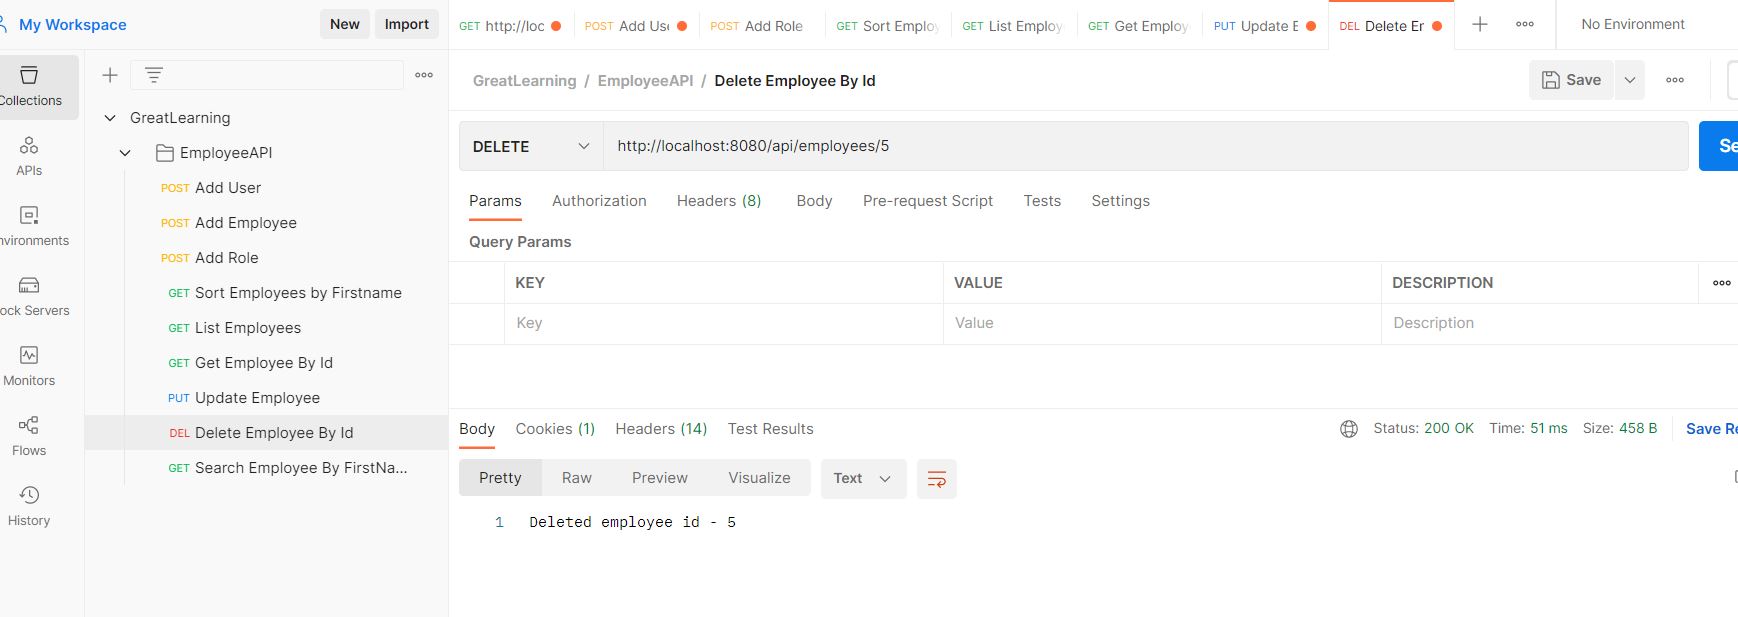 My Workspace
New
Import
GET http://loc
POST Add Us
POST Add Role
GET Sort Employ
GET List Employ
GET Get Employ
PUT Update E
DEL Delete Er
No Environment
Collections
APIs
nvironments
ock Servers
Monitors
Flows
History
GreatLearning
EmployeeAPI
POST Add User
POST Add Employee
POST Add Role
GET Sort Employees by Firstname
GET List Employees
GET Get Employee By Id
PUT Update Employee
DEL Delete Employee By Id
GET Search Employee By FirstNa...
GreatLearning / EmployeeAPI / Delete Employee By Id
Save
DELETE
http://localhost:8080/api/employees/5
Se
Params Authorization Headers (8) Body Pre-request Script Tests Settings
Query Params
KEY VALUE DESCRIPTION
Key Value Description
Body Cookies (1) Headers (14) Test Results
Status: 200 OK Time: 51 ms Size: 458 B Save Re
Pretty Raw Preview Visualize Text
1 Deleted employee id - 5